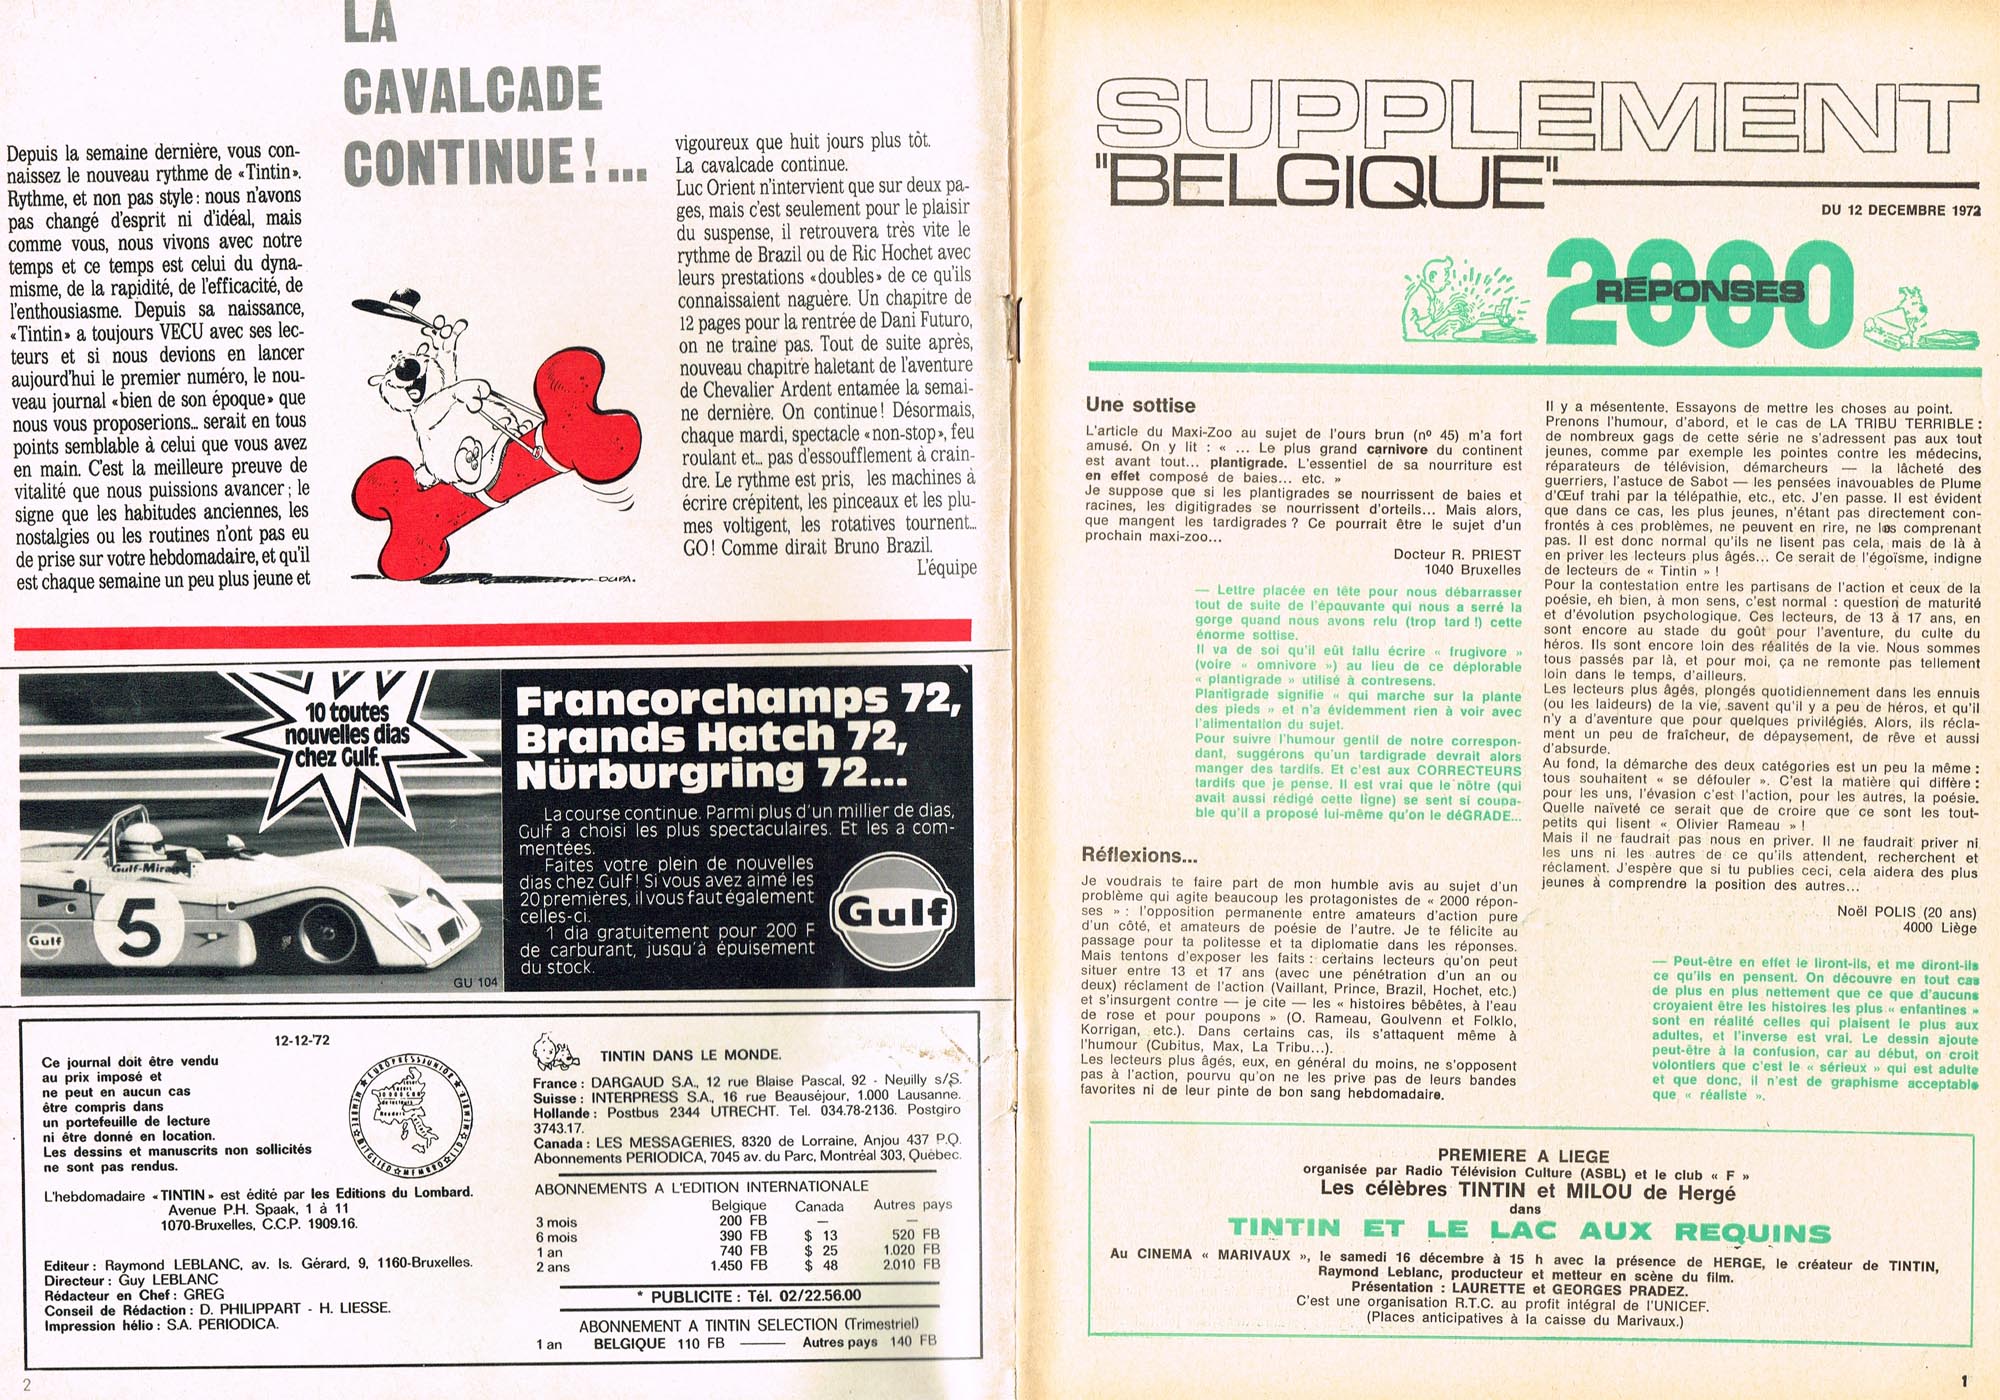 LA
CAVALCADE
CONTINUE !...
Depuis la semaine dernière, vous con-
naissez le nouveau rythme de «Tintin».
Rythme, et non pas style : nous n'avons
pas changé d'esprit ni d'idéal, mais
comme vous, nous vivons avec notre
temps et ce temps est celui du dyna-
misme, de la rapidité, de l'efficacité, de
l'enthousiasme. Depuis sa naissance,
«Tintin» a toujours VECU avec ses lec-
teurs et si nous devions en lancer
aujourd'hui le premier numéro, le nou-
veau journal «bien de son époque» que
nous vous proposerions... serait en tous
points semblable à celui que vous avez
en main. C'est la meilleure preuve de
vitalité que nous puissions avancer ; le
signe que les habitudes anciennes, les
nostalgies ou les routines n'ont pas eu
de prise sur votre hebdomadaire, et qu'il
est chaque semaine un peu plus jeune et
vigoureux que huit jours plus tôt.
La cavalcade continue.
Luc Orient n'intervient que sur deux pa-
ges, mais c'est seulement pour le plaisir
du suspense, il retrouvera très vite le
rythme de Brazil ou de Ric Hochet avec
leurs prestations «doubles» de ce qu'ils
connaissaient naguère. Un chapitre de
12 pages pour la rentrée de Dani Futuro,
on ne traine pas. Tout de suite après,
nouveau chapitre haletant de l'aventure
de Chevalier Ardent entamée la semai-
ne dernière. On continue ! Désormais,
chaque mardi, spectacle «non-stop», feu
roulant et... pas d'essoufflement à crain-
dre. Le rythme est pris, les machines à
écrire crépitent, les pinceaux et les plu-
mes voltigent, les rotatives tournent...
GO ! Comme dirait Bruno Brazil.
L'équipe
DUPA.
10 toutes
nouvelles dias
chez Gulf.
Gulf-Mirage
5
Gulf
GU 104
Francorchamps 72,
Brands Hatch 72,
Nürburgring 72...
La course continue. Parmi plus d'un millier de dias,
Gulf a choisi les plus spectaculaires. Et les a com-
mentées.
Faites votre plein de nouvelles
dias chez Gulf ! Si vous avez aimé les
20 premières, il vous faut également
celles-ci.
1 dia gratuitement pour 200 F
de carburant, jusqu'à épuisement
du stock.
Gulf
12-12-72
Ce journal doit être vendu
au prix imposé et
ne peut en aucun cas
être compris dans
un portefeuille de lecture
ni être donné en location.
Les dessins et manuscrits non sollicités
ne sont pas rendus.
EUROPRESSJUNIOR
L'hebdomadaire «TINTIN» est édité par les Editions du Lombard.
Avenue P.H. Spaak, 1 à 11
1070-Bruxelles, C.C.P. 1909.16.
Editeur : Raymond LEBLANC, av. Is. Gérard, 9, 1160-Bruxelles.
Directeur : Guy LEBLANC
Rédacteur en Chef : GREG
Conseil de Rédaction : D. PHILIPPART - H. LIESSE.
Impression hélio : S.A. PERIODICA.
TINTIN DANS LE MONDE.
France : DARGAUD S.A., 12 rue Blaise Pascal, 92 - Neuilly s/S.
Suisse : INTERPRESS S.A., 16 rue Beauséjour, 1.000 Lausanne.
Hollande : Postbus 2344 UTRECHT. Tel. 034.78-2136. Postgiro
3743.17.
Canada : LES MESSAGERIES, 8320 de Lorraine, Anjou 437 P.Q.
Abonnements PERIODICA, 7045 av. du Parc, Montréal 303, Québec.
ABONNEMENTS A L'EDITION INTERNATIONALE
Belgique Canada Autres pays
3 mois 200 FB — —
6 mois 390 FB $ 13 520 FB
1 an 740 FB $ 25 1.020 FB
2 ans 1.450 FB $ 48 2.010 FB
* PUBLICITE : Tél. 02/22.56.00
ABONNEMENT A TINTIN SELECTION (Trimestriel)
1 an BELGIQUE 110 FB —— Autres pays 140 FB
2
SUPPLEMENT
"BELGIQUE"
DU 12 DECEMBRE 1972
2000
RÉPONSES
Une sottise
L'article du Maxi-Zoo au sujet de l'ours brun (nº 45) m'a fort
amusé. On y lit : « ... Le plus grand carnivore du continent
est avant tout... plantigrade. L'essentiel de sa nourriture est
en effet composé de baies... etc. »
Je suppose que si les plantigrades se nourrissent de baies et
racines, les digitigrades se nourrissent d'orteils... Mais alors,
que mangent les tardigrades ? Ce pourrait être le sujet d'un
prochain maxi-zoo...
Docteur R. PRIEST
1040 Bruxelles
— Lettre placée en tête pour nous débarrasser
tout de suite de l'épouvante qui nous a serré la
gorge quand nous avons relu (trop tard !) cette
énorme sottise.
Il va de soi qu'il eût fallu écrire « frugivore »
(voire « omnivore ») au lieu de ce déplorable
« plantigrade » utilisé à contresens.
Plantigrade signifie « qui marche sur la plante
des pieds » et n'a évidemment rien à voir avec
l'alimentation du sujet.
Pour suivre l'humour gentil de notre correspon-
dant, suggérons qu'un tardigrade devrait alors
manger des tardifs. Et c'est aux CORRECTEURS
tardifs que je pense. Il est vrai que le nôtre (qui
avait aussi rédigé cette ligne) se sent si coupa-
ble qu'il a proposé lui-même qu'on le déGRADE...
Réflexions...
Je voudrais te faire part de mon humble avis au sujet d'un
problème qui agite beaucoup les protagonistes de « 2000 répon-
ses » : l'opposition permanente entre amateurs d'action pure
d'un côté, et amateurs de poésie de l'autre. Je te félicite au
passage pour ta politesse et ta diplomatie dans les réponses.
Mais tentons d'exposer les faits : certains lecteurs qu'on peut
situer entre 13 et 17 ans (avec une pénétration d'un an ou
deux) réclament de l'action (Vaillant, Prince, Brazil, Hochet, etc.)
et s'insurgent contre — je cite — les « histoires bêbêtes, à l'eau
de rose et pour poupons » (O. Rameau, Goulvenn et Folklo,
Korrigan, etc.). Dans certains cas, ils s'attaquent même à
l'humour (Cubitus, Max, La Tribu...).
Les lecteurs plus âgés, eux, en général du moins, ne s'opposent
pas à l'action, pourvu qu'on ne les prive pas de leurs bandes
favorites ni de leur pinte de bon sang hebdomadaire.
Il y a mésentente. Essayons de mettre les choses au point.
Prenons l'humour, d'abord, et le cas de LA TRIBU TERRIBLE :
de nombreux gags de cette série ne s'adressent pas aux tout
jeunes, comme par exemple les pointes contre les médecins,
réparateurs de télévision, démarcheurs — la lâcheté des
guerriers, l'astuce de Sabot — les pensées inavouables de Plume
d'Œuf trahi par la télépathie, etc., etc. J'en passe. Il est évident
que dans ce cas, les plus jeunes, n'étant pas directement con-
frontés à ces problèmes, ne peuvent en rire, ne les comprenant
pas. Il est donc normal qu'ils ne lisent pas cela, mais de là à
en priver les lecteurs plus âgés... Ce serait de l'égoïsme, indigne
de lecteurs de « Tintin » !
Pour la contestation entre les partisans de l'action et ceux de la
poésie, eh bien, à mon sens, c'est normal : question de maturité
et d'évolution psychologique. Ces lecteurs, de 13 à 17 ans, en
sont encore au stade du goût pour l'aventure, du culte du
héros. Ils sont encore loin des réalités de la vie. Nous sommes
tous passés par là, et pour moi, ça ne remonte pas tellement
loin dans le temps, d'ailleurs.
Les lecteurs plus âgés, plongés quotidiennement dans les ennuis
(ou les laideurs) de la vie, savent qu'il y a peu de héros, et qu'il
n'y a d'aventure que pour quelques privilégiés. Alors, ils récla-
ment un peu de fraîcheur, de dépaysement, de rêve et aussi
d'absurde.
Au fond, la démarche des deux catégories est un peu la même :
tous souhaitent « se défouler ». C'est la matière qui diffère :
pour les uns, l'évasion c'est l'action, pour les autres, la poésie.
Quelle naïveté ce serait que de croire que ce sont les tout-
petits qui lisent « Olivier Rameau » !
Mais il ne faudrait pas nous en priver. Il ne faudrait priver ni
les uns ni les autres de ce qu'ils attendent, recherchent et
réclament. J'espère que si tu publies ceci, cela aidera des plus
jeunes à comprendre la position des autres...
Noël POLIS (20 ans)
4000 Liège
— Peut-être en effet le liront-ils, et me diront-ils
ce qu'ils en pensent. On découvre en tout cas
de plus en plus nettement que ce que d'aucuns
croyaient être les histoires les plus « enfantines »
sont en réalité celles qui plaisent le plus aux
adultes, et l'inverse est vrai. Le dessin ajoute
peut-être à la confusion, car au début, on croit
volontiers que c'est le « sérieux » qui est adulte
et que donc, il n'est de graphisme acceptable
que « réaliste ».
PREMIERE A LIEGE
organisée par Radio Télévision Culture (ASBL) et le club « F »
Les célèbres TINTIN et MILOU de Hergé
dans
TINTIN ET LE LAC AUX REQUINS
Au CINEMA « MARIVAUX », le samedi 16 décembre à 15 h avec la présence de HERGE, le créateur de TINTIN,
Raymond Leblanc, producteur et metteur en scène du film.
Présentation : LAURETTE et GEORGES PRADEZ.
C'est une organisation R.T.C. au profit intégral de l'UNICEF.
(Places anticipatives à la caisse du Marivaux.)
1